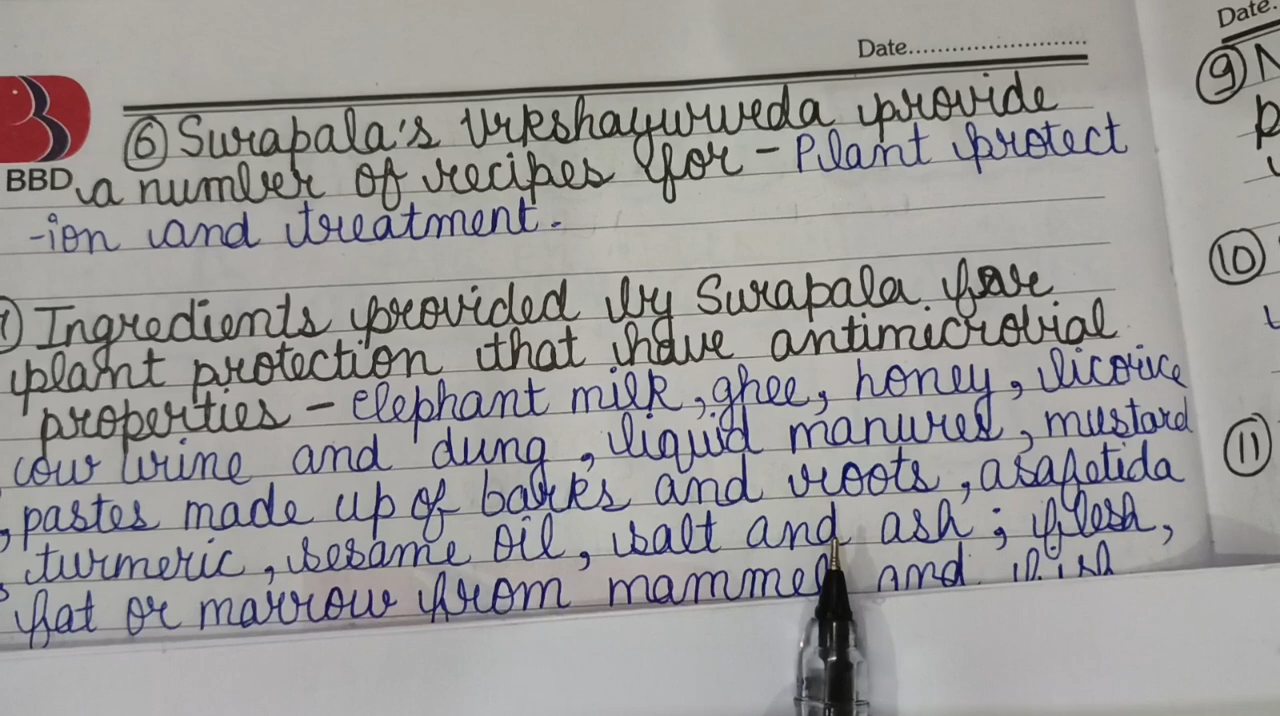 Date..........................
BBD
⑥ Surapala's Vrkshayurveda provide
a number of recipes for - Plant protect
-ion and treatment.
Ingredients provided by Surapala for
plant protection that have antimicrobial
properties - elephant milk, ghee, honey, licorice
, cow urine and dung, liquid manures, mustard
, pastes made up of barks and roots, asafetida
, turmeric, sesame oil, salt and ash ; flesh,
fat or marrow from mammel and fish
Date.
⑨
⑩
⑪